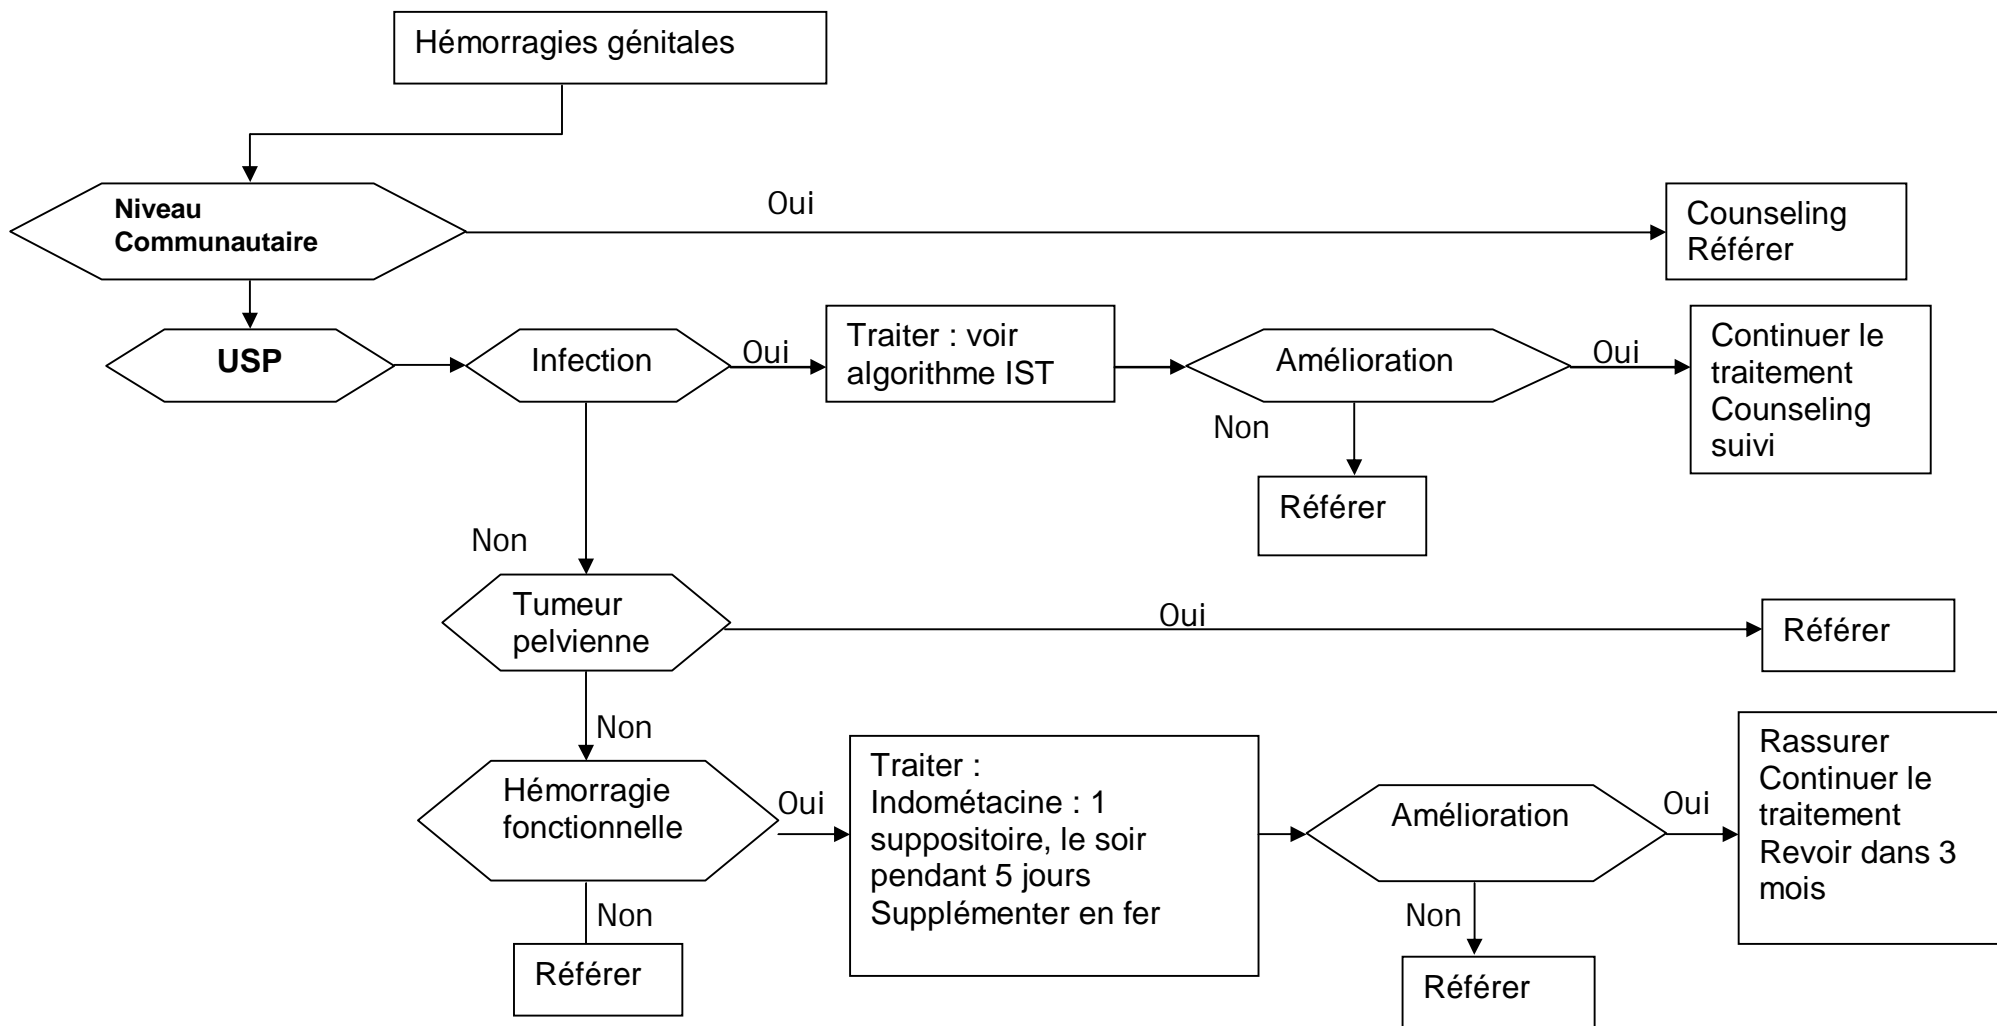 Hémorragies génitales
Niveau
Communautaire
Oui
Counseling
Référer
USP
Infection
Oui
Traiter : voir
algorithme IST
Amélioration
Oui
Continuer le
traitement
Counseling
suivi
Non
Référer
Non
Tumeur
pelvienne
Oui
Référer
Non
Hémorragie
fonctionnelle
Oui
Traiter :
Indométacine : 1
suppositoire, le soir
pendant 5 jours
Supplémenter en fer
Amélioration
Oui
Rassurer
Continuer le
traitement
Revoir dans 3
mois
Non
Référer
Non
Référer